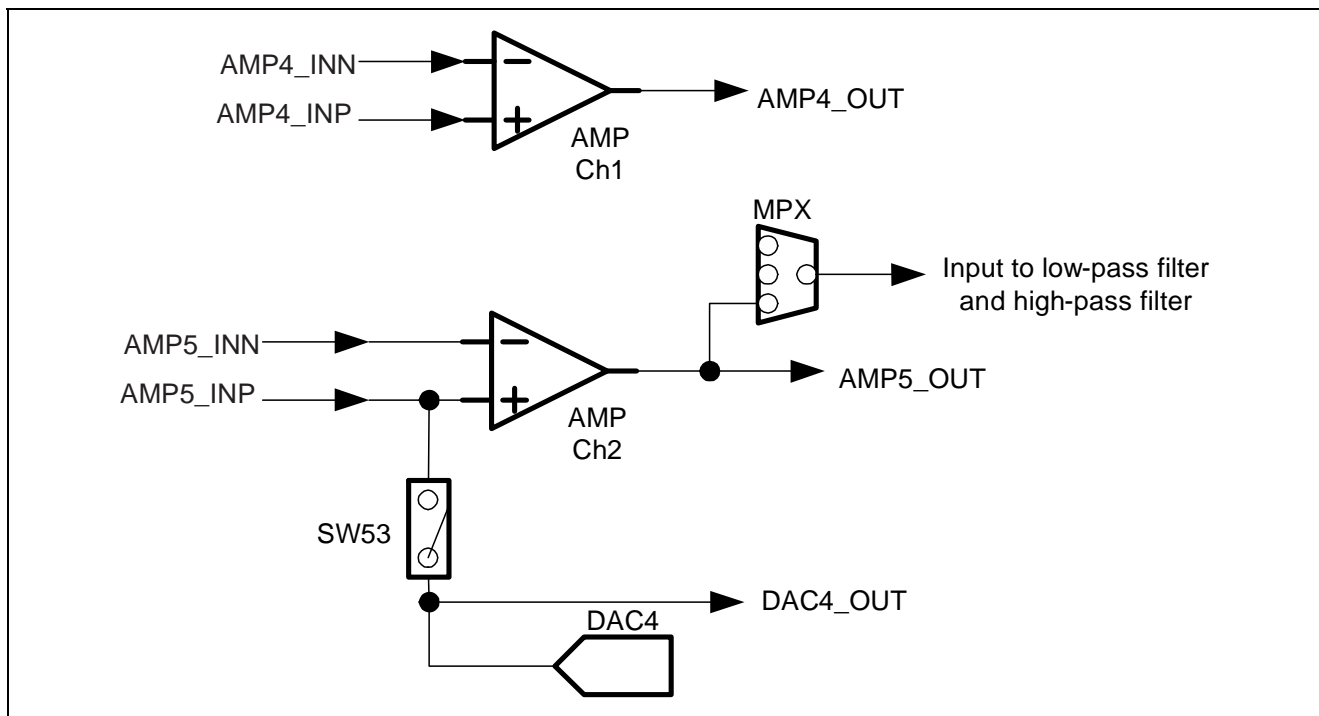 AMP4_INN
AMP4_INP
AMP4_OUT
AMP
Ch1
MPX
Input to low-pass filter
and high-pass filter
AMP5_INN
AMP5_INP
AMP5_OUT
AMP
Ch2
SW53
DAC4_OUT
DAC4